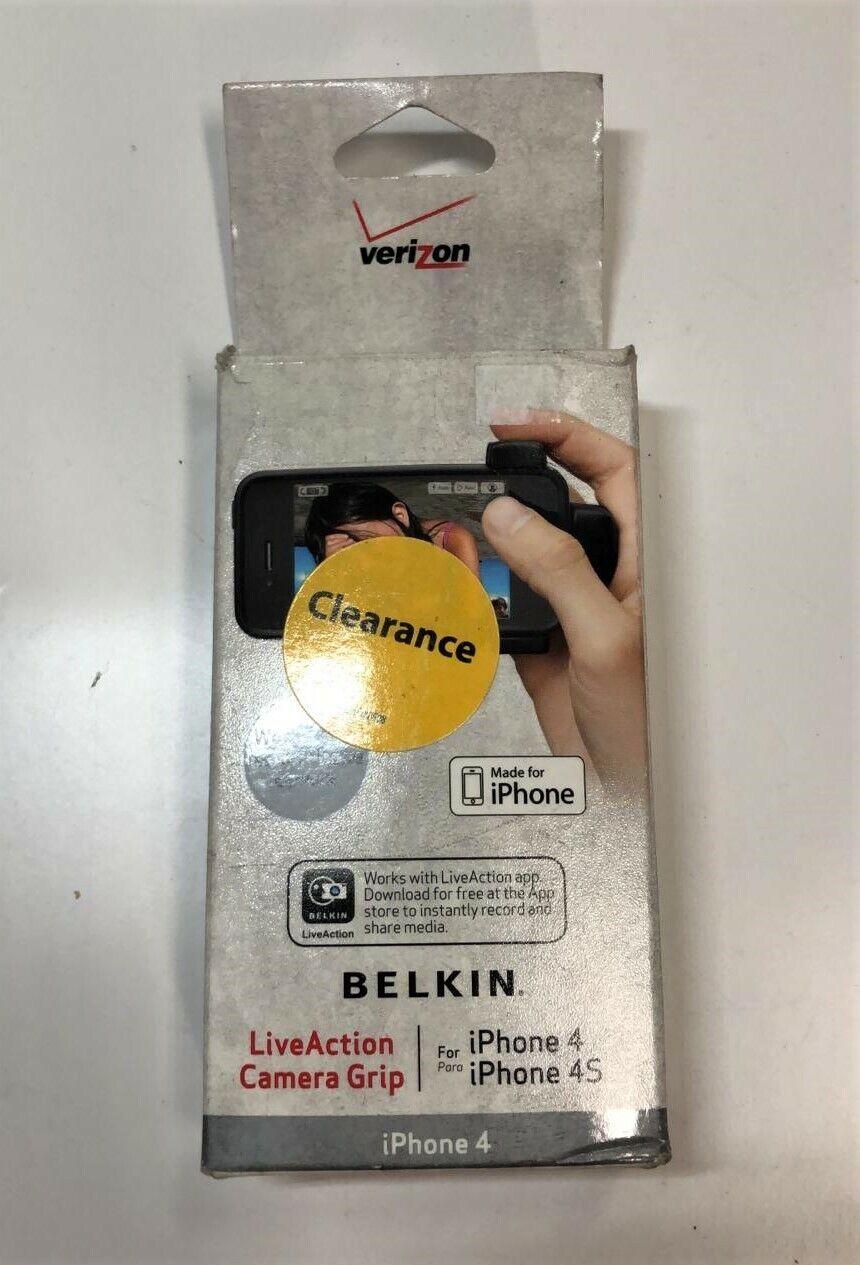 verizon
Clearance
Made for
iPhone
Works with LiveAction app.
Download for free at the App
store to instantly record and
share media.
BELKIN
LiveAction
BELKIN.
LiveAction
Camera Grip
For iPhone 4
Para iPhone 4S
iPhone 4